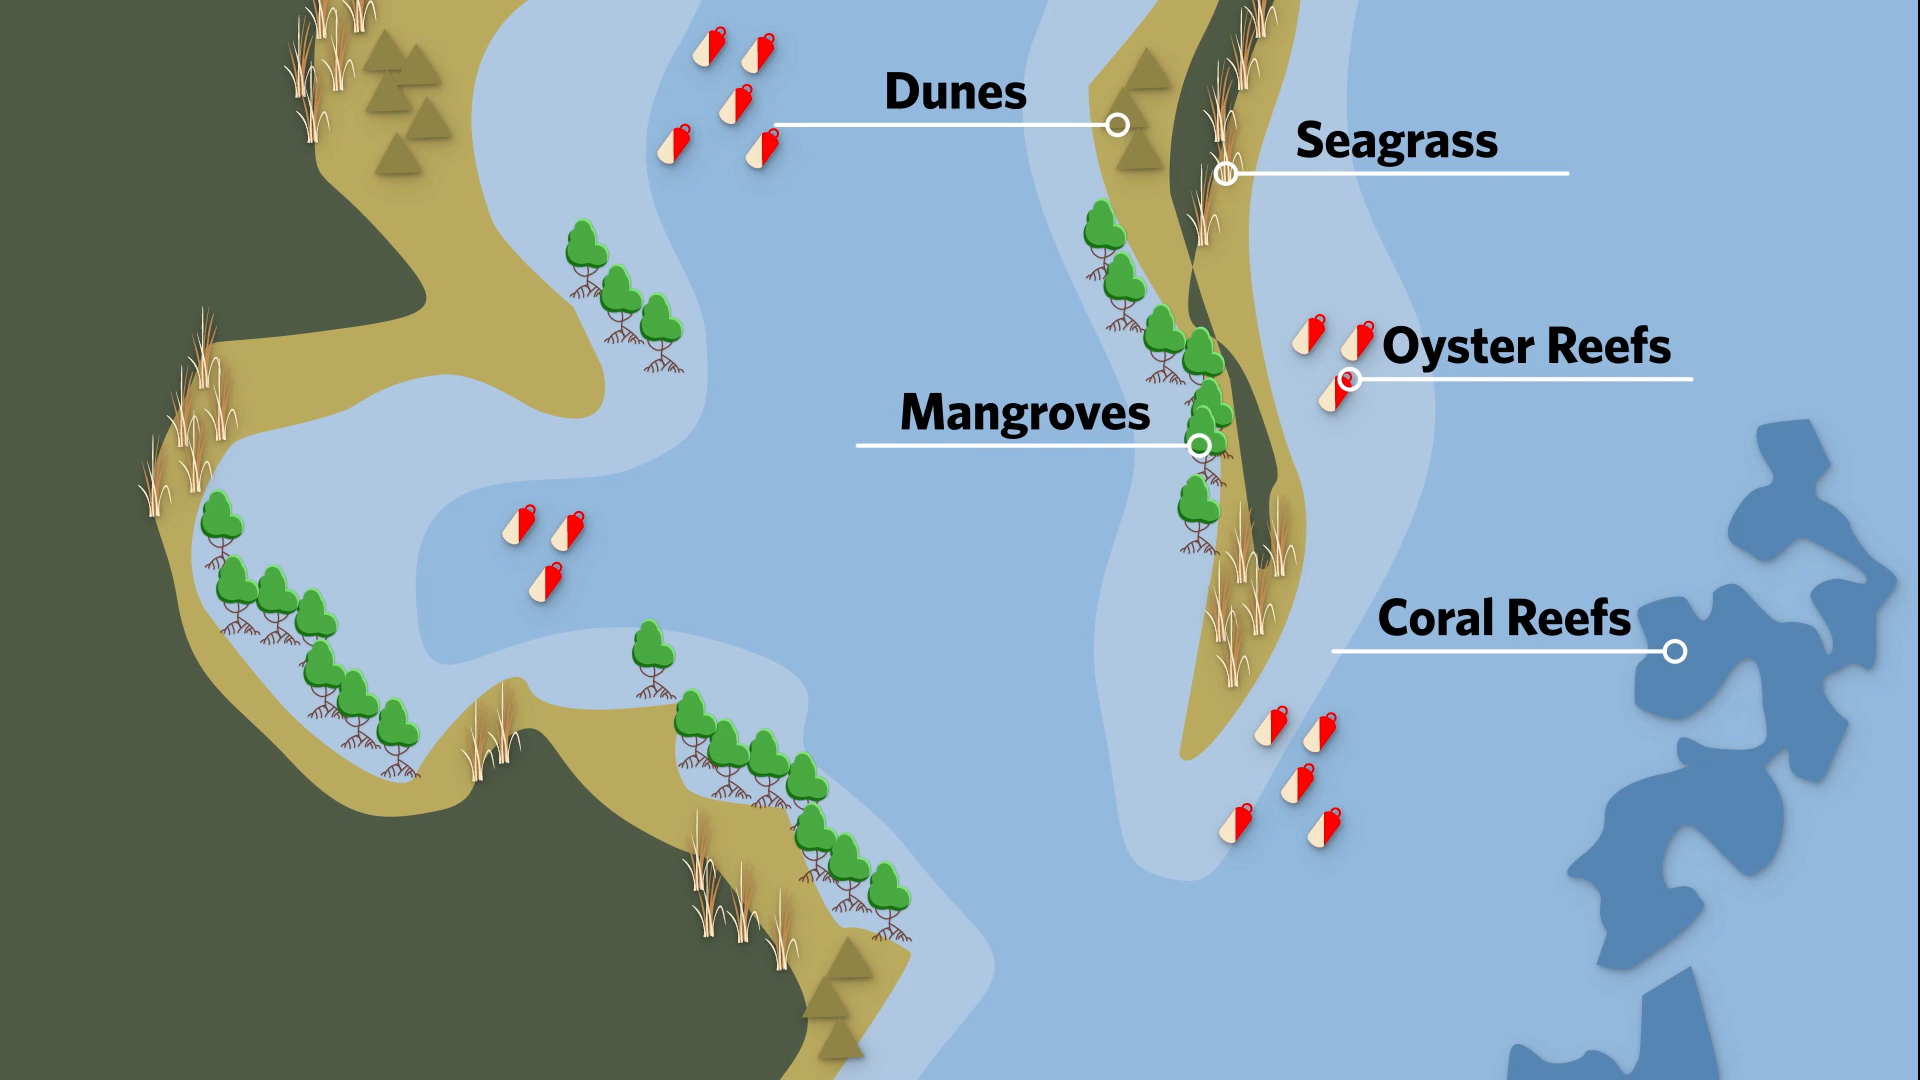 Dunes
Seagrass
Oyster Reefs
Mangroves
Coral Reefs